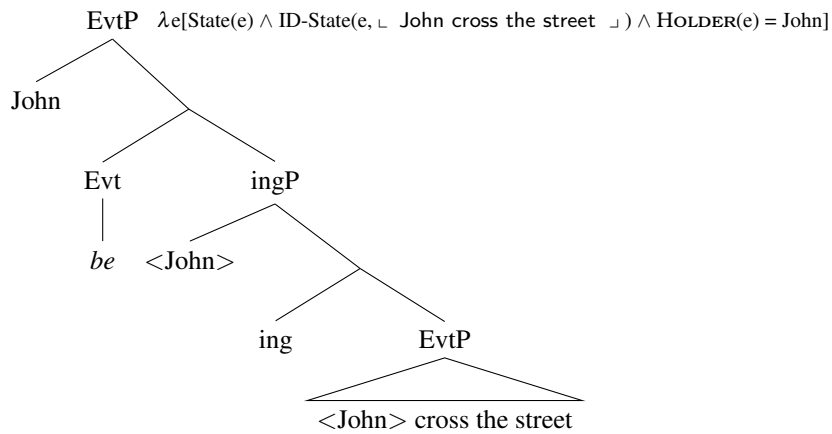 EvtP λe[State(e) ∧ ID-State(e, ⌞ John cross the street ⌟ ) ∧ HOLDER(e) = John]
John
Evt ingP
be <John>
ing EvtP
<John> cross the street